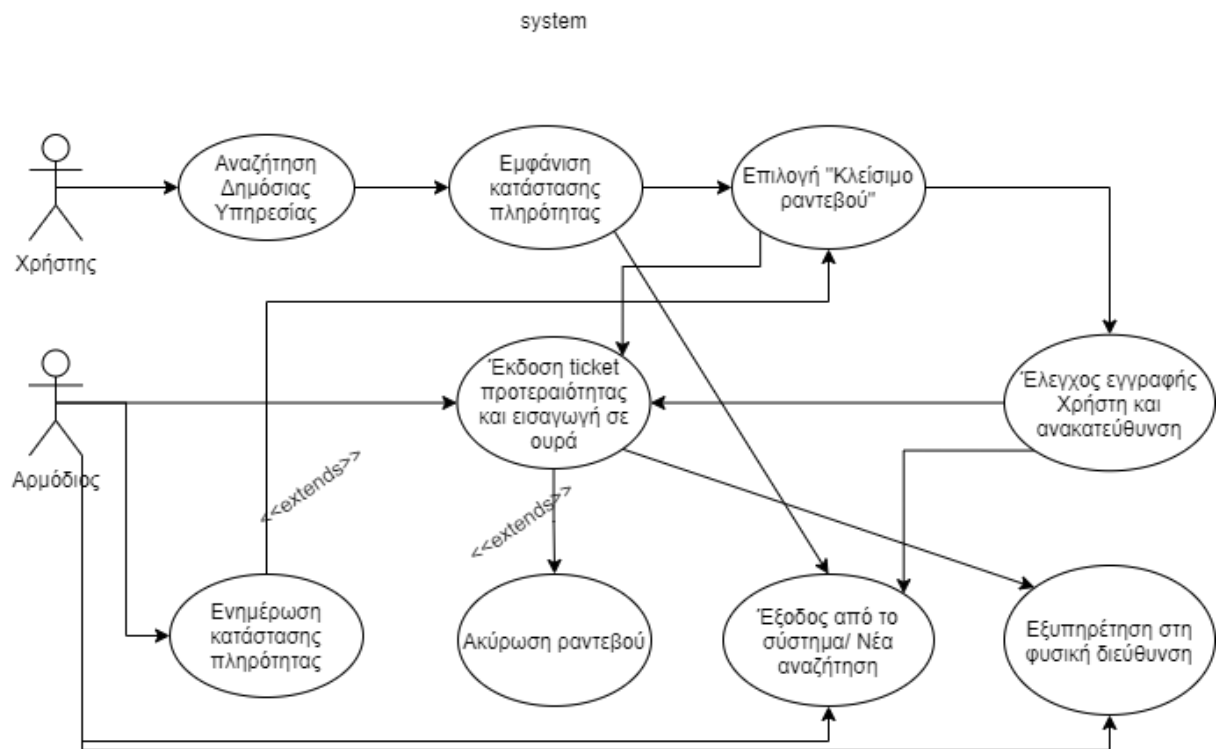 system
Αναζήτηση
Δημόσιας
Υπηρεσίας
Εμφάνιση
κατάστασης
πληρότητας
Επιλογή "Κλείσιμο
ραντεβού"
Χρήστης
Έκδοση ticket
προτεραιότητας
και εισαγωγή σε
ουρά
Έλεγχος εγγραφής
Χρήστη και
ανακατεύθυνση
Αρμόδιος
<<extends>>
<<extends>>
Ενημέρωση
κατάστασης
πληρότητας
Ακύρωση ραντεβού
Έξοδος από το
σύστημα/ Νέα
αναζήτηση
Εξυπηρέτηση στη
φυσική διεύθυνση